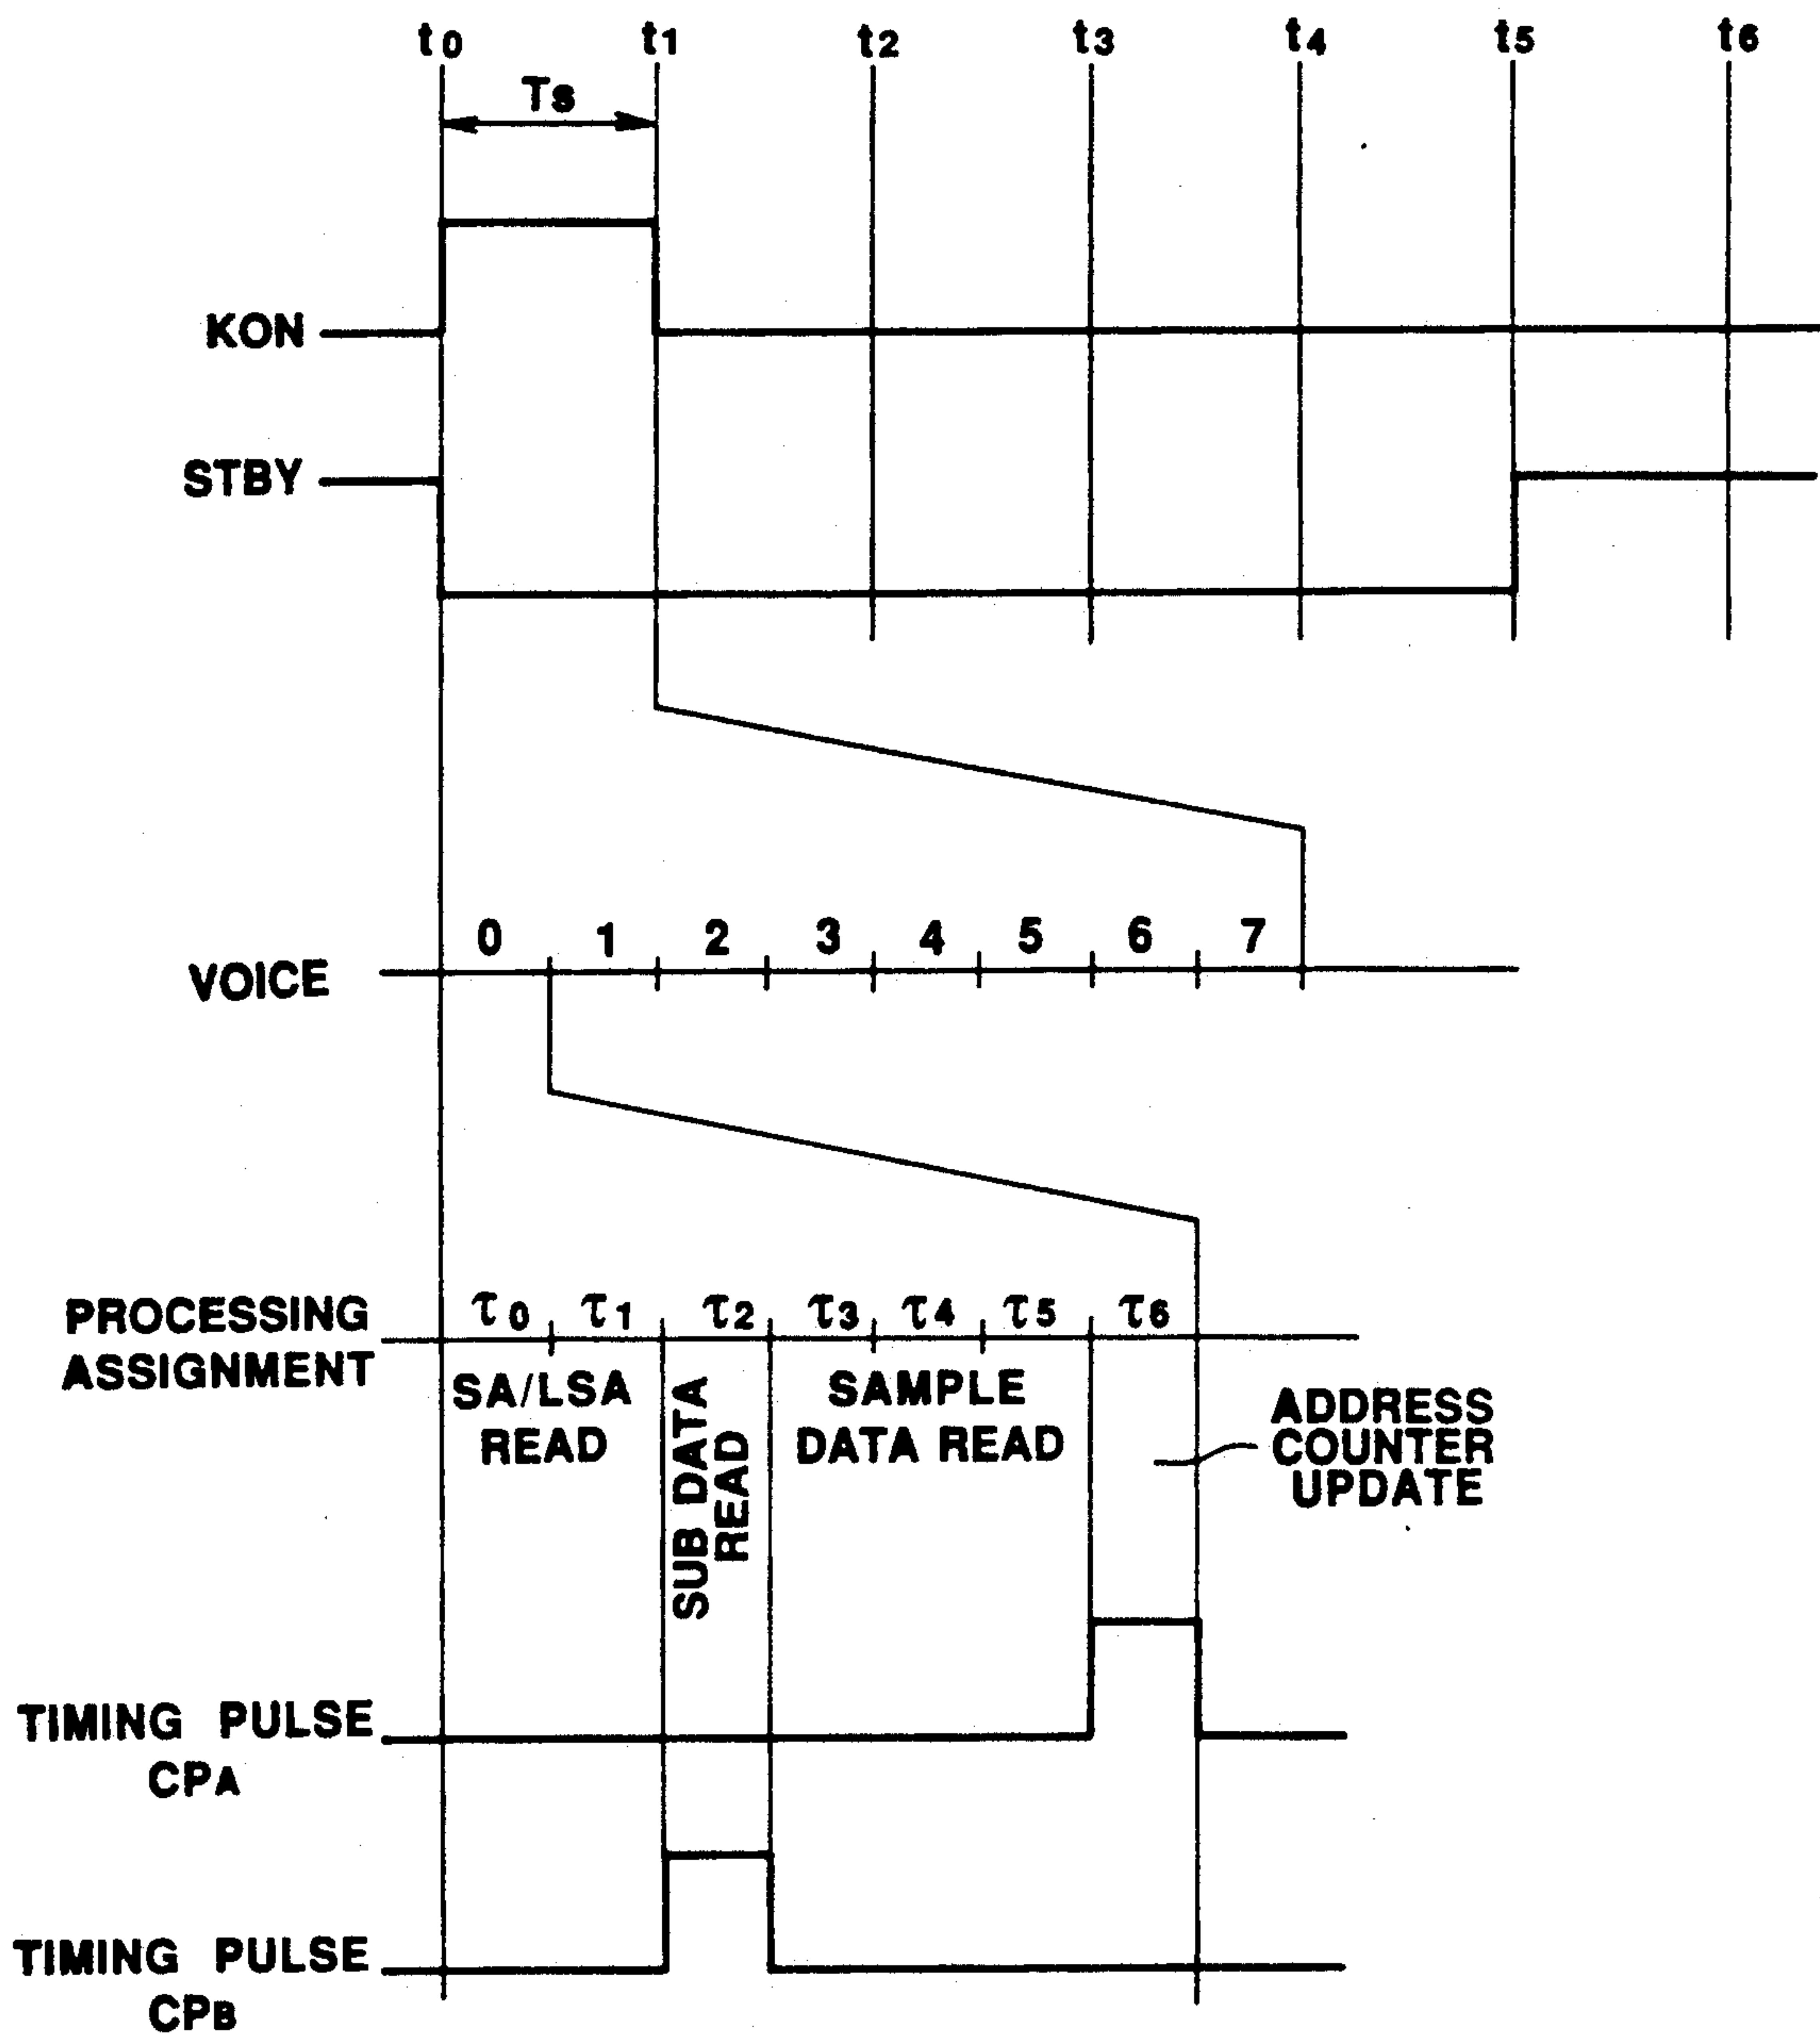 t0 t1 t2 t3 t4 t5 t6
Ts
KON
STBY
0 1 2 3 4 5 6 7
VOICE
τ0 τ1 τ2 τ3 τ4 τ5 τ6
PROCESSING
ASSIGNMENT
SA/LSA
READ
SUB DATA
READ
SAMPLE
DATA READ
ADDRESS
COUNTER
UPDATE
TIMING PULSE
CPA
TIMING PULSE
CPB